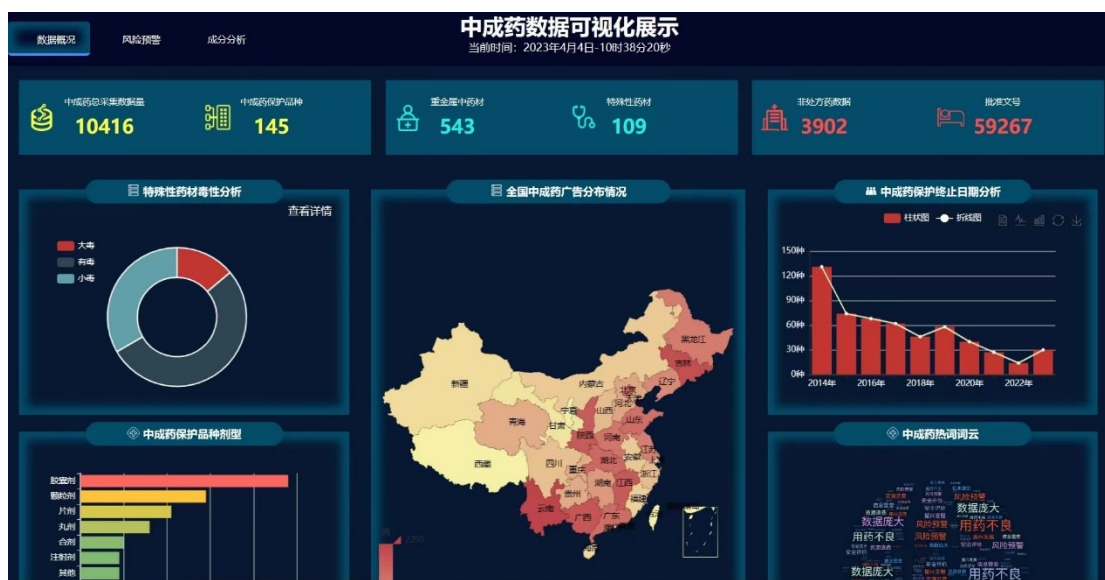 中成药数据可视化展示
当前时间：2023年4月4日-10时38分20秒
数据概况
风险预警
成分分析
中成药总采集数据量
10416
中成药保护品种
145
重金属中药材
543
特殊性药材
109
非处方药数据
3902
批准文号
59267
特殊性药材毒性分析
查看详情
大毒
有毒
小毒
中成药保护品种剂型
胶囊剂
颗粒剂
片剂
丸剂
合剂
注射剂
其他
全国中成药广告分布情况
黑龙江
吉林
辽宁
新疆
内蒙古
北京
河北
宁夏
山西
山东
青海
甘肃
陕西
河南
西藏
四川
重庆
湖北
安徽
江苏
浙江
湖南
江西
贵州
福建
云南
广西
广东
中成药保护终止日期分析
柱状图
折线图
150种
120种
90种
60种
30种
0种
2014年
2016年
2018年
2020年
2022年
中成药热词词云
风险预警
数据庞大
数据庞大
风险预警
用药不良
用药不良
风险预警
安全评价
风险预警
数据庞大
用药不良